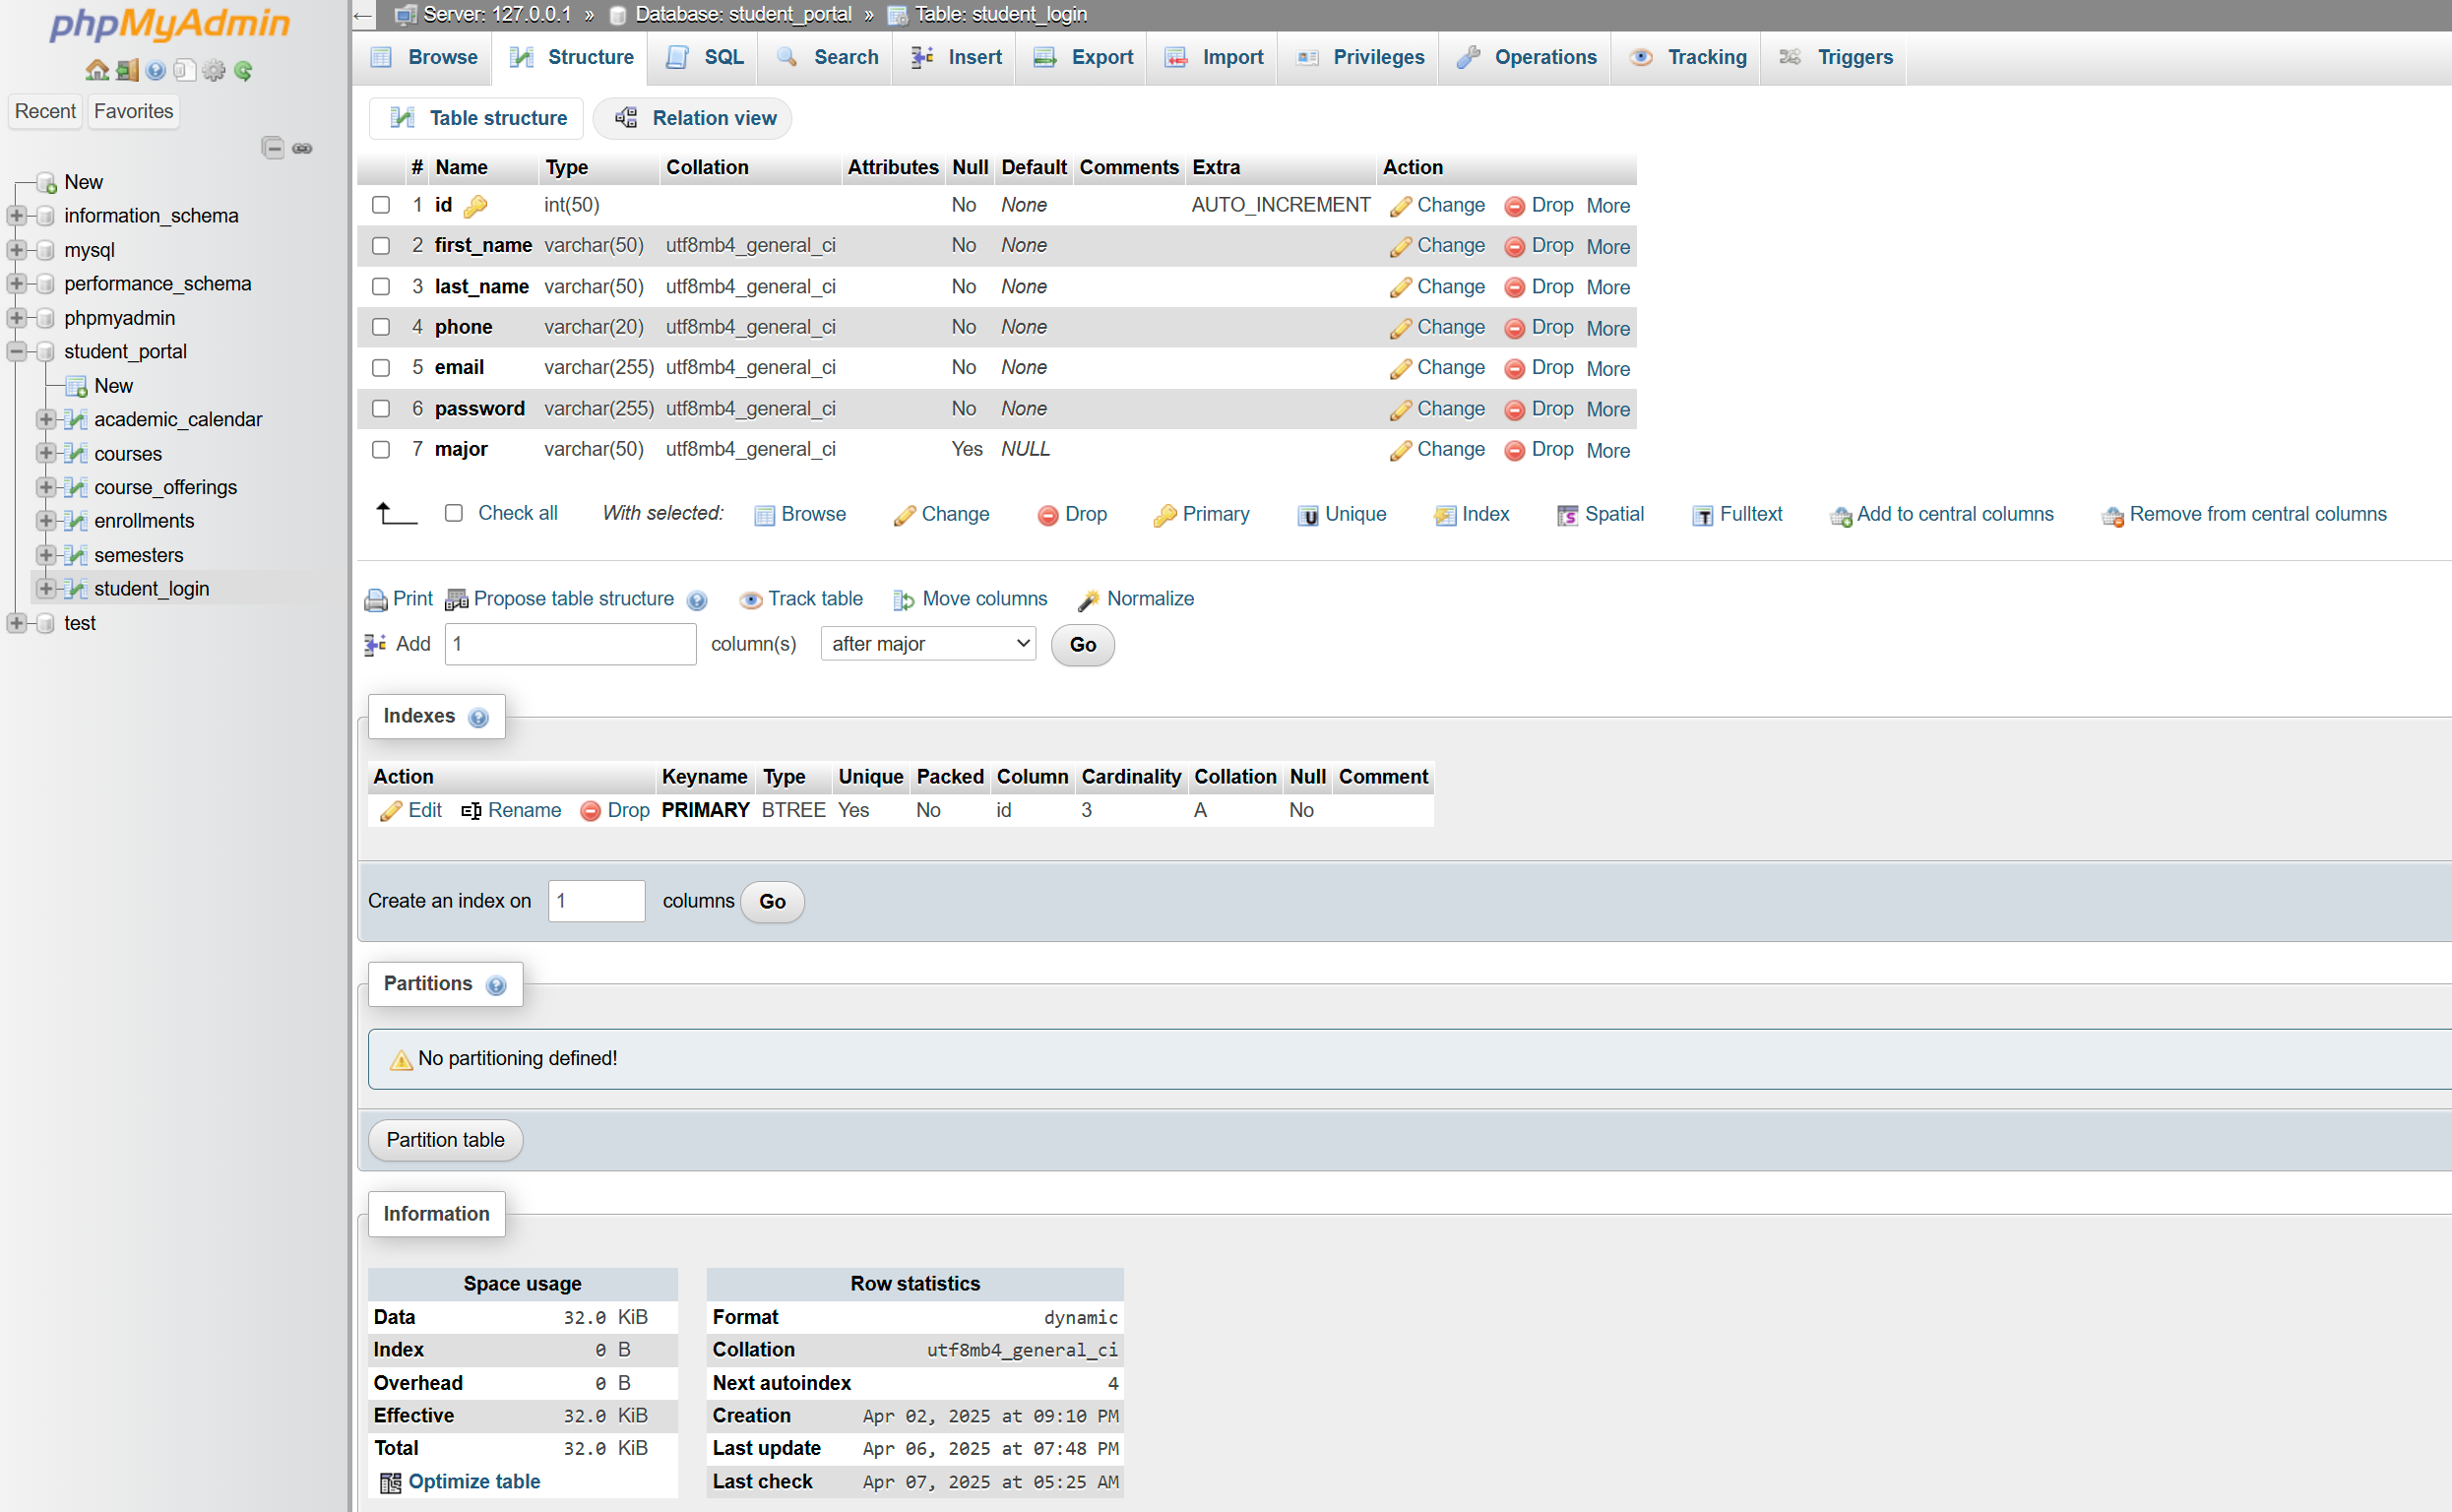 phpMyAdmin
Recent Favorites
New
information_schema
mysql
performance_schema
phpmyadmin
student_portal
New
academic_calendar
courses
course_offerings
enrollments
semesters
student_login
test
Server: 127.0.0.1 » Database: student_portal » Table: student_login
Browse Structure SQL Search Insert Export Import Privileges Operations Tracking Triggers
Table structure Relation view
# Name Type Collation Attributes Null Default Comments Extra Action
1 id int(50) No None AUTO_INCREMENT Change Drop More
2 first_name varchar(50) utf8mb4_general_ci No None Change Drop More
3 last_name varchar(50) utf8mb4_general_ci No None Change Drop More
4 phone varchar(20) utf8mb4_general_ci No None Change Drop More
5 email varchar(255) utf8mb4_general_ci No None Change Drop More
6 password varchar(255) utf8mb4_general_ci No None Change Drop More
7 major varchar(50) utf8mb4_general_ci Yes NULL Change Drop More
Check all With selected: Browse Change Drop Primary Unique Index Spatial Fulltext Add to central columns Remove from central columns
Print Propose table structure Track table Move columns Normalize
Add 1 column(s) after major Go
Indexes
Action Keyname Type Unique Packed Column Cardinality Collation Null Comment
Edit Rename Drop PRIMARY BTREE Yes No id 3 A No
Create an index on 1 columns Go
Partitions
No partitioning defined!
Partition table
Information
Space usage
Data 32.0 KiB
Index 0 B
Overhead 0 B
Effective 32.0 KiB
Total 32.0 KiB
Optimize table
Row statistics
Format dynamic
Collation utf8mb4_general_ci
Next autoindex 4
Creation Apr 02, 2025 at 09:10 PM
Last update Apr 06, 2025 at 07:48 PM
Last check Apr 07, 2025 at 05:25 AM